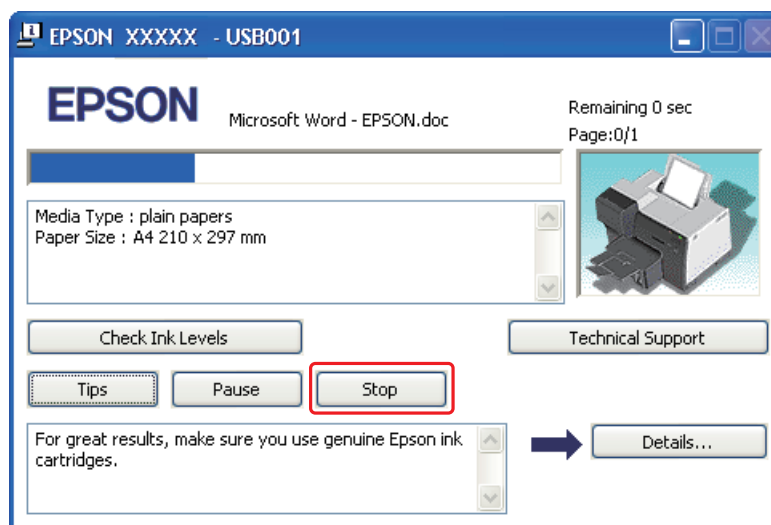 EPSON XXXXX - USB001
EPSON
Microsoft Word - EPSON.doc
Remaining 0 sec
Page:0/1
Media Type : plain papers
Paper Size : A4 210 x 297 mm
Check Ink Levels
Technical Support
Tips
Pause
Stop
For great results, make sure you use genuine Epson ink
cartridges.
Details...